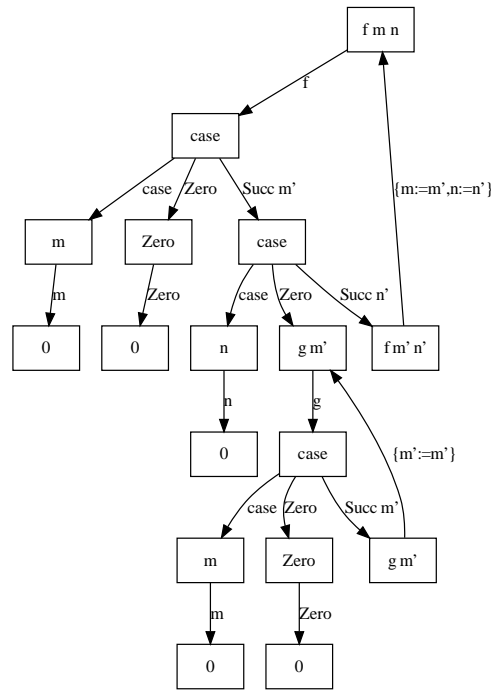 f m n
f
case
case
Zero
Succ m’
{m:=m’,n:=n’}
m
Zero
case
m
Zero
case
Zero
Succ n’
0
0
n
g m’
f m’ n’
n
g
0
case
{m’:=m’}
case
Zero
Succ m’
m
Zero
g m’
m
Zero
0
0